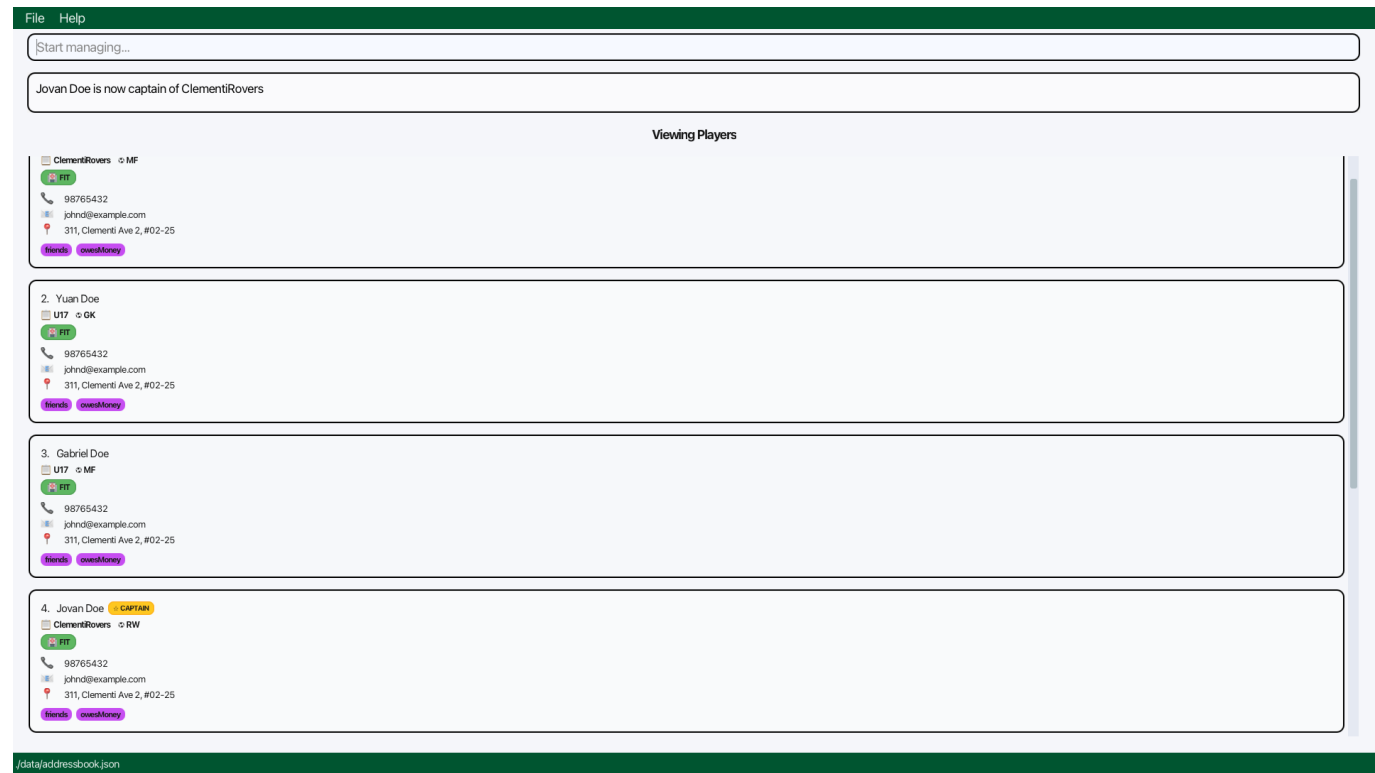 File Help
Start managing...
Jovan Doe is now captain of ClementiRovers
Viewing Players
ClementiRovers MF
FIT
98765432
johnd@example.com
311, Clementi Ave 2, #02-25
friends owesMoney
2. Yuan Doe
U17 GK
FIT
98765432
johnd@example.com
311, Clementi Ave 2, #02-25
friends owesMoney
3. Gabriel Doe
U17 MF
FIT
98765432
johnd@example.com
311, Clementi Ave 2, #02-25
friends owesMoney
4. Jovan Doe CAPTAIN
ClementiRovers RW
FIT
98765432
johnd@example.com
311, Clementi Ave 2, #02-25
friends owesMoney
./data/addressbook.json